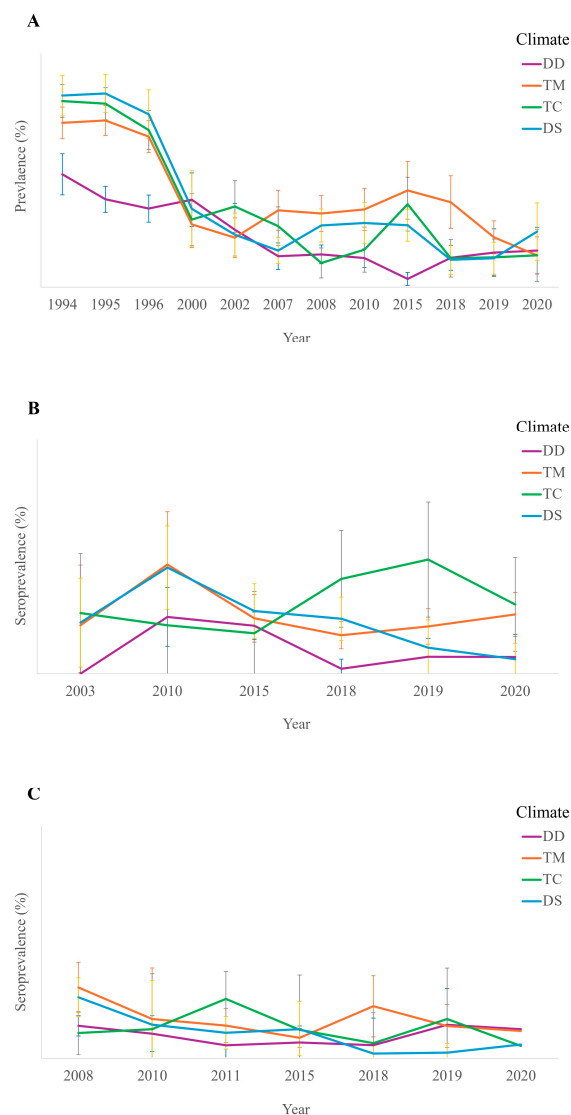 A
Climate
DD
TM
TC
DS
Prevlaence (%)
1994 1995 1996 2000 2002 2007 2008 2010 2015 2018 2019 2020
Year
B
Climate
DD
TM
TC
DS
Seroprevalence (%)
2003 2010 2015 2018 2019 2020
Year
C
Climate
DD
TM
TC
DS
Seroprevalence (%)
2008 2010 2011 2015 2018 2019 2020
Year